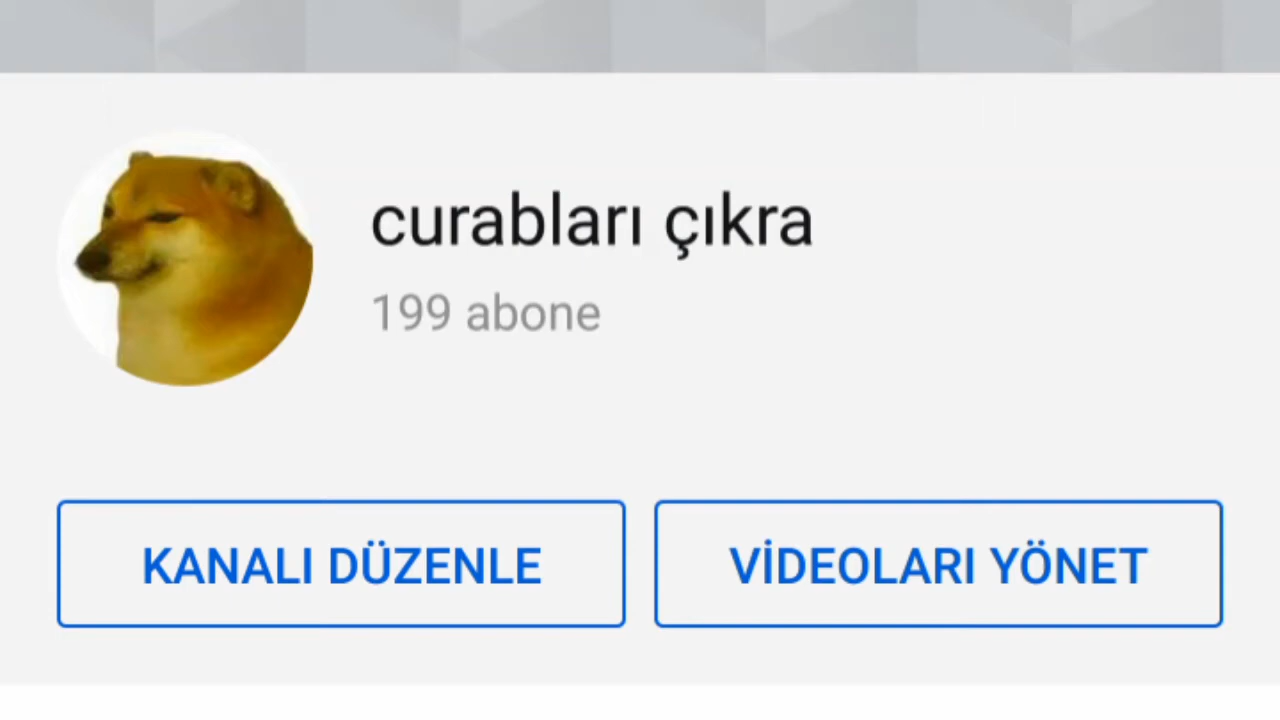 curabları çıkra
199 abone
KANALI DÜZENLE
VİDEOLARI YÖNET